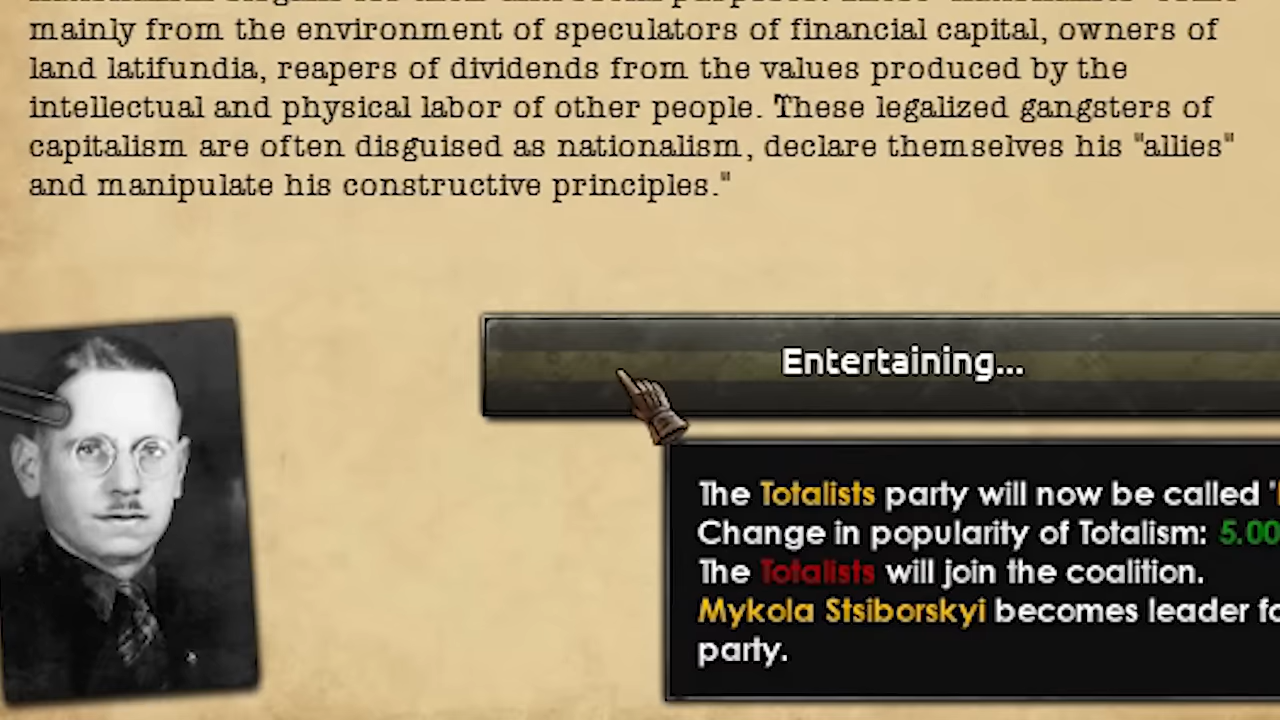 mainly from the environment of speculators of financial capital, owners of
land latifundia, reapers of dividends from the values produced by the
intellectual and physical labor of other people. These legalized gangsters of
capitalism are often disguised as nationalism, declare themselves his "allies"
and manipulate his constructive principles."
Entertaining...
The Totalists party will now be called '
Change in popularity of Totalism: 5.00
The Totalists will join the coalition.
Mykola Stsiborskyi becomes leader fo
party.